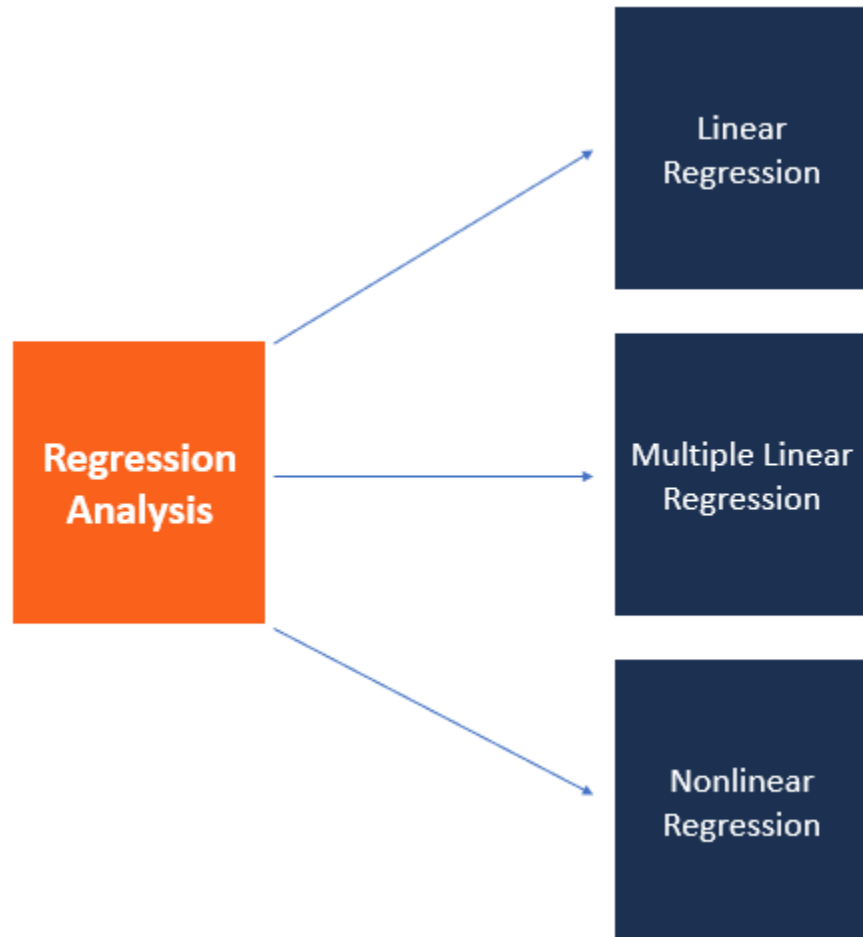 Linear
Regression
Regression
Analysis
Multiple Linear
Regression
Nonlinear
Regression